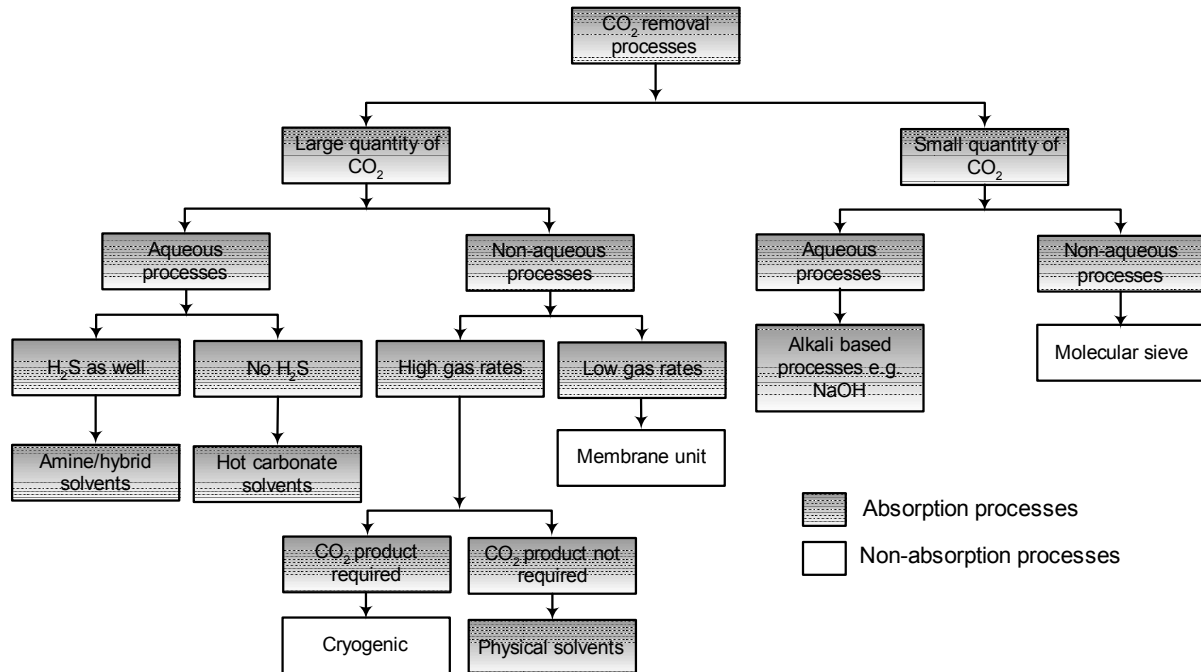 CO₂ removal
processes
Large quantity of
CO₂
Small quantity of
CO₂
Aqueous
processes
Non-aqueous
processes
Aqueous
processes
Non-aqueous
processes
H₂S as well
No H₂S
High gas rates
Low gas rates
Alkali based
processes e.g.
NaOH
Molecular sieve
Amine/hybrid
solvents
Hot carbonate
solvents
Membrane unit
CO₂ product
required
CO₂ product not
required
Cryogenic
Physical solvents
Absorption processes
Non-absorption processes